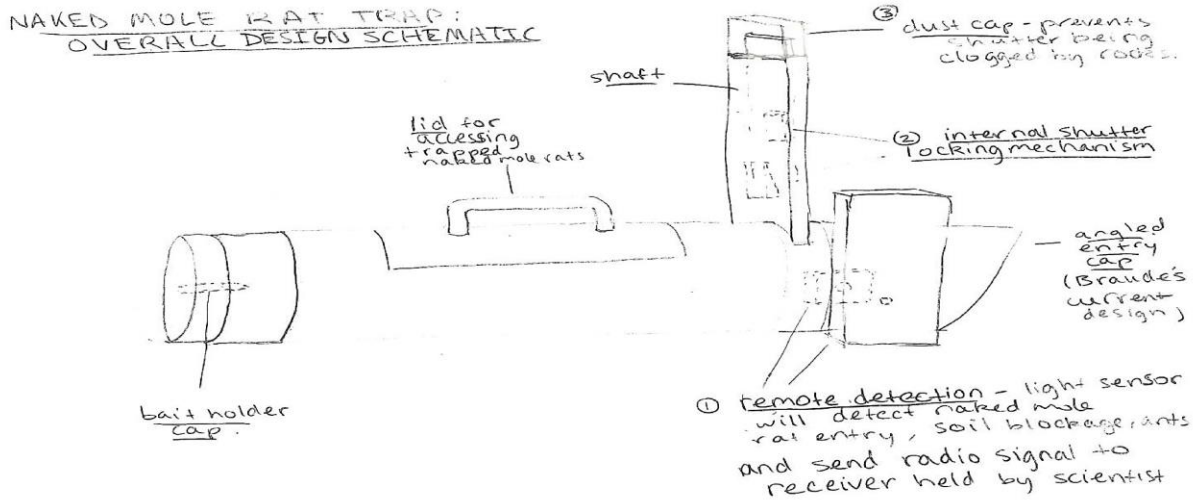 NAKED MOLE RAT TRAP:
OVERALL DESIGN SCHEMATIC
③ dust cap - prevents
shutter being
clogged by
shaft
lid for
accessing
trapped
naked mole rats
② internal shutter
locking mechanism
angled
entry
cap
(Braude's
current
design)
bait holder
cap.
① remote detection - light sensor
will detect naked mole
rat entry, soil blockage, ants
and send radio signal to
receiver held by scientist